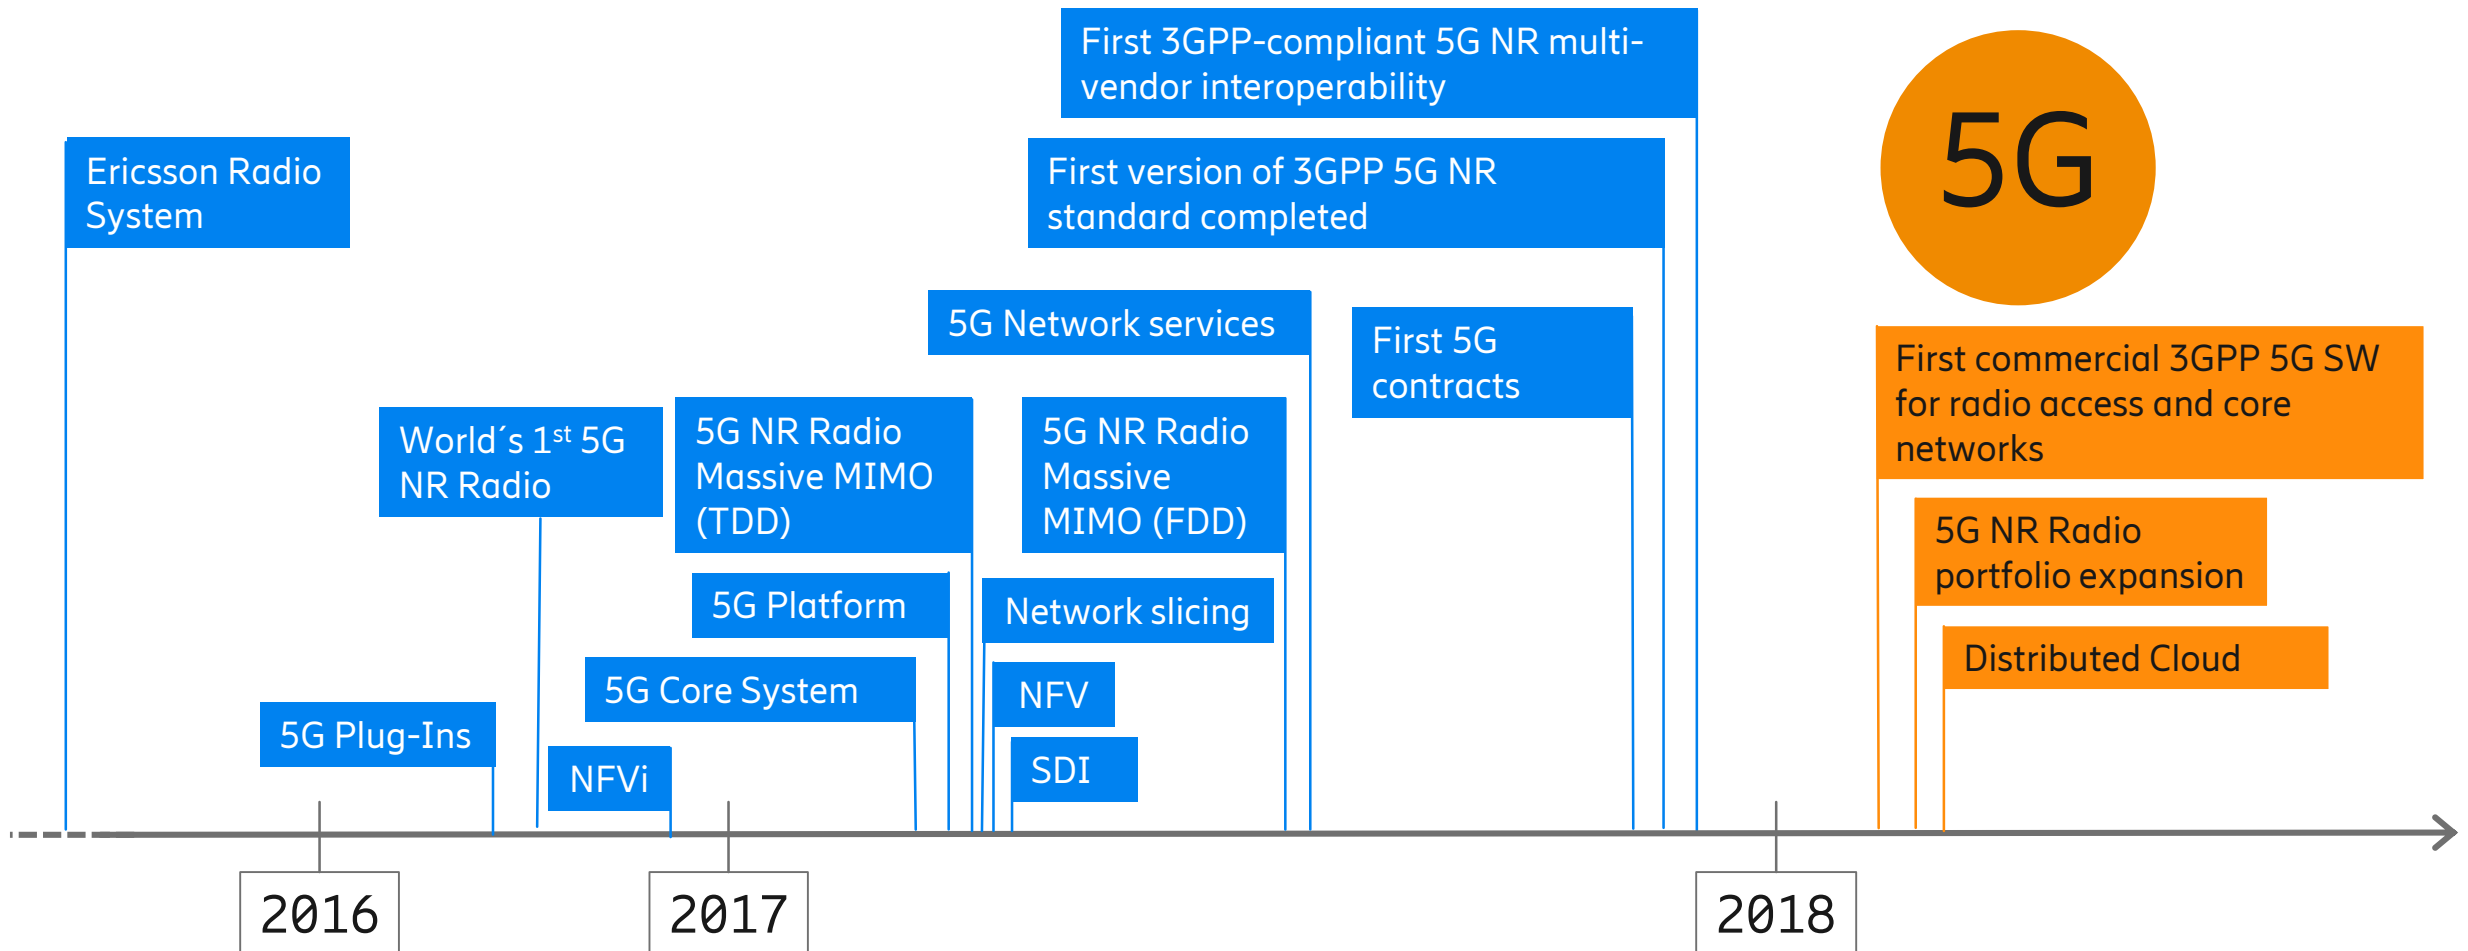 First 3GPP-compliant 5G NR multi-
vendor interoperability
5G
Ericsson Radio
System
First version of 3GPP 5G NR
standard completed
5G Network services
First 5G
contracts
First commercial 3GPP 5G SW
for radio access and core
networks
World´s 1st 5G
NR Radio
5G NR Radio
Massive MIMO
(TDD)
5G NR Radio
Massive
MIMO (FDD)
5G NR Radio
portfolio expansion
5G Platform
Network slicing
Distributed Cloud
5G Core System
NFV
5G Plug-Ins
NFVi
SDI
2016
2017
2018